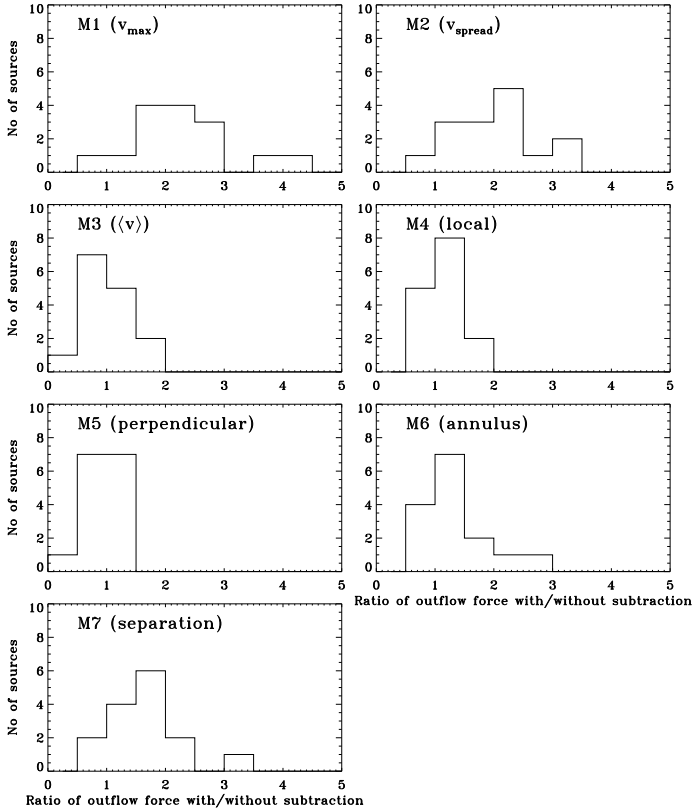 M1 (vmax)
No of sources
10
8
6
4
2
0
0 1 2 3 4 5
M2 (vspread)
10
8
6
4
2
0
0 1 2 3 4 5
M3 (⟨v⟩)
No of sources
10
8
6
4
2
0
0 1 2 3 4 5
M4 (local)
10
8
6
4
2
0
0 1 2 3 4 5
M5 (perpendicular)
No of sources
10
8
6
4
2
0
0 1 2 3 4 5
M6 (annulus)
10
8
6
4
2
0
0 1 2 3 4 5
Ratio of outflow force with/without subtraction
M7 (separation)
No of sources
10
8
6
4
2
0
0 1 2 3 4 5
Ratio of outflow force with/without subtraction